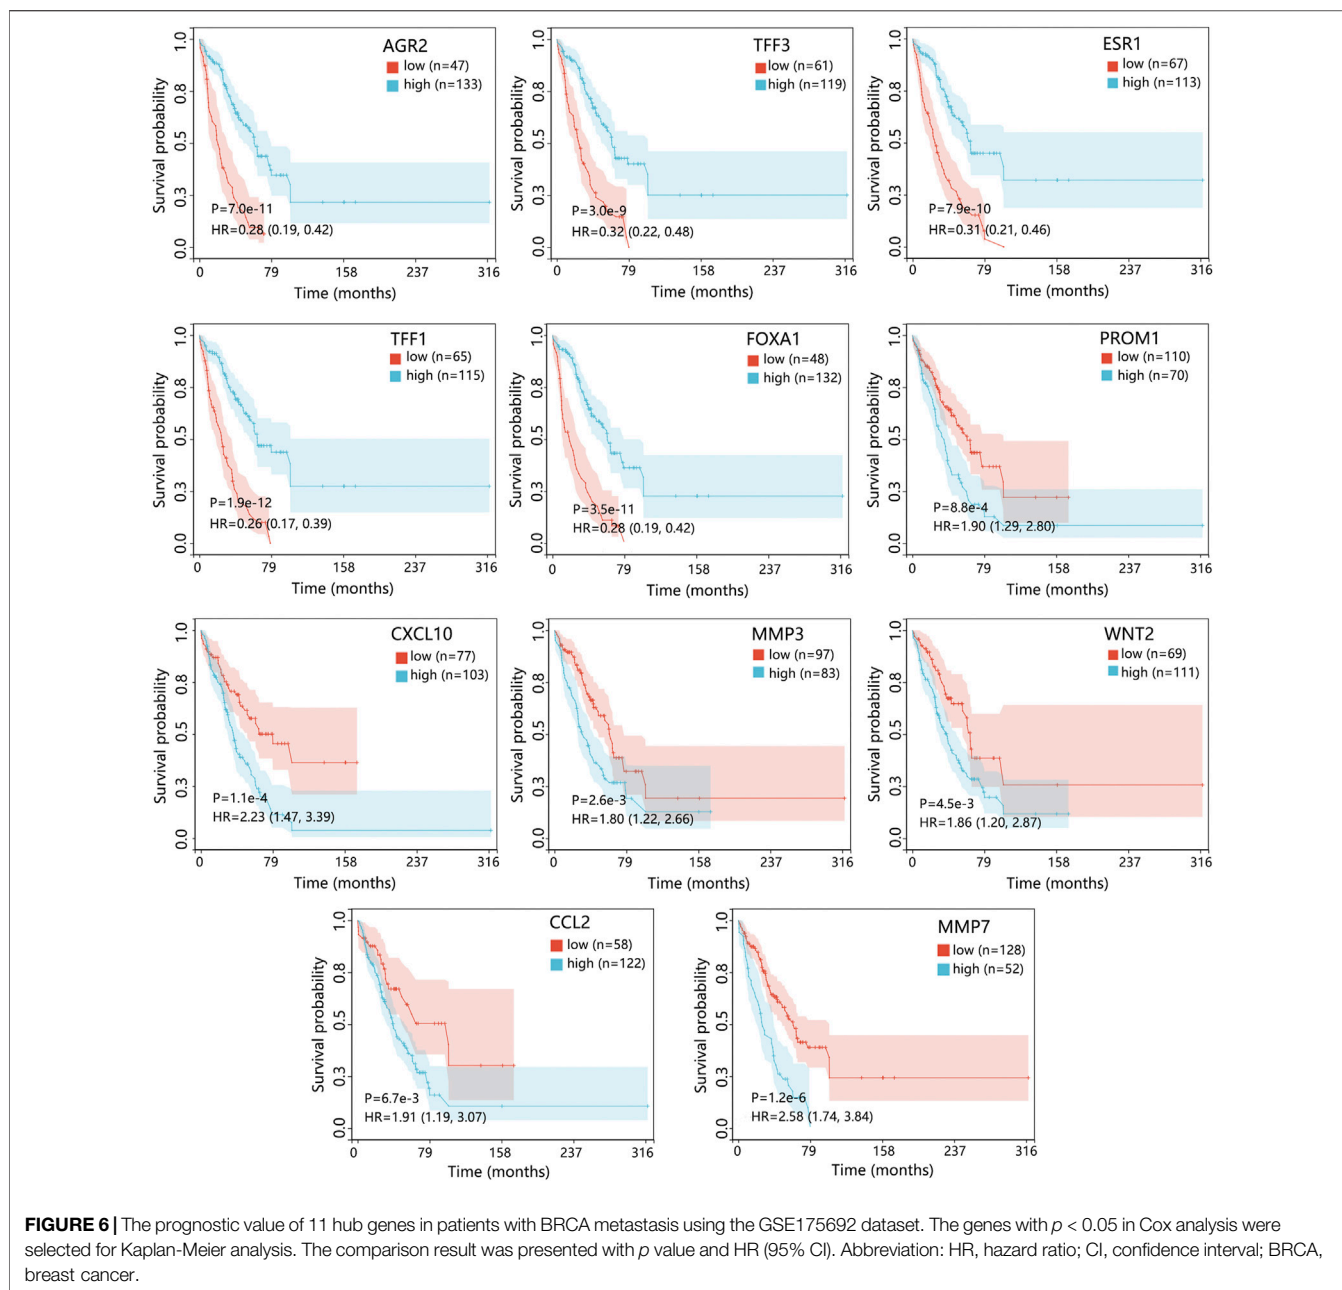 AGR2
low (n=47)
high (n=133)
Survival probability
1.0
0.8
0.5
0.3
0.0
P=7.0e-11
HR=0.28 (0.19, 0.42)
0 79 158 237 316
Time (months)
TFF3
low (n=61)
high (n=119)
Survival probability
1.0
0.8
0.5
0.3
0.0
P=3.0e-9
HR=0.32 (0.22, 0.48)
0 79 158 237 316
Time (months)
ESR1
low (n=67)
high (n=113)
Survival probability
1.0
0.8
0.5
0.3
0.0
P=7.9e-10
HR=0.31 (0.21, 0.46)
0 79 158 237 316
Time (months)
TFF1
low (n=65)
high (n=115)
Survival probability
1.0
0.8
0.5
0.3
0.0
P=1.9e-12
HR=0.26 (0.17, 0.39)
0 79 158 237 316
Time (months)
FOXA1
low (n=48)
high (n=132)
Survival probability
1.0
0.8
0.5
0.3
0.0
P=3.5e-11
HR=0.28 (0.19, 0.42)
0 79 158 237 316
Time (months)
PROM1
low (n=110)
high (n=70)
Survival probability
1.0
0.8
0.5
0.3
0.0
P=8.8e-4
HR=1.90 (1.29, 2.80)
0 79 158 237 316
Time (months)
CXCL10
low (n=77)
high (n=103)
Survival probability
1.0
0.8
0.5
0.3
0.0
P=1.1e-4
HR=2.23 (1.47, 3.39)
0 79 158 237 316
Time (months)
MMP3
low (n=97)
high (n=83)
Survival probability
1.0
0.8
0.5
0.3
0.0
P=2.6e-3
HR=1.80 (1.22, 2.66)
0 79 158 237 316
Time (months)
WNT2
low (n=69)
high (n=111)
Survival probability
1.0
0.8
0.5
0.3
0.0
P=4.5e-3
HR=1.86 (1.20, 2.87)
0 79 158 237 316
Time (months)
CCL2
low (n=58)
high (n=122)
Survival probability
1.0
0.8
0.5
0.3
0.0
P=6.7e-3
HR=1.91 (1.19, 3.07)
0 79 158 237 316
Time (months)
MMP7
low (n=128)
high (n=52)
Survival probability
1.0
0.8
0.5
0.3
0.0
P=1.2e-6
HR=2.58 (1.74, 3.84)
0 79 158 237 316
Time (months)
FIGURE 6 | The prognostic value of 11 hub genes in patients with BRCA metastasis using the GSE175692 dataset. The genes with p < 0.05 in Cox analysis were
selected for Kaplan-Meier analysis. The comparison result was presented with p value and HR (95% CI). Abbreviation: HR, hazard ratio; CI, confidence interval; BRCA,
breast cancer.